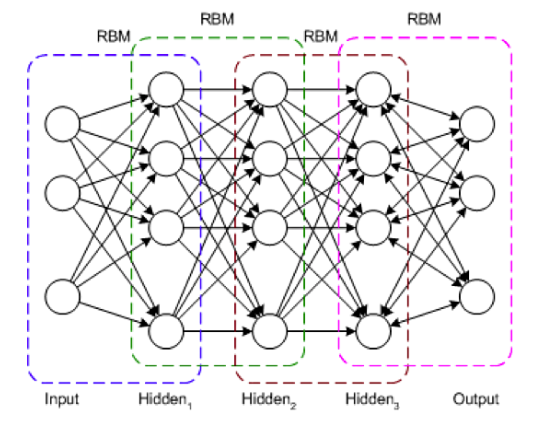 RBM
RBM
RBM
RBM
Input
Hidden₁
Hidden₂
Hidden₃
Output